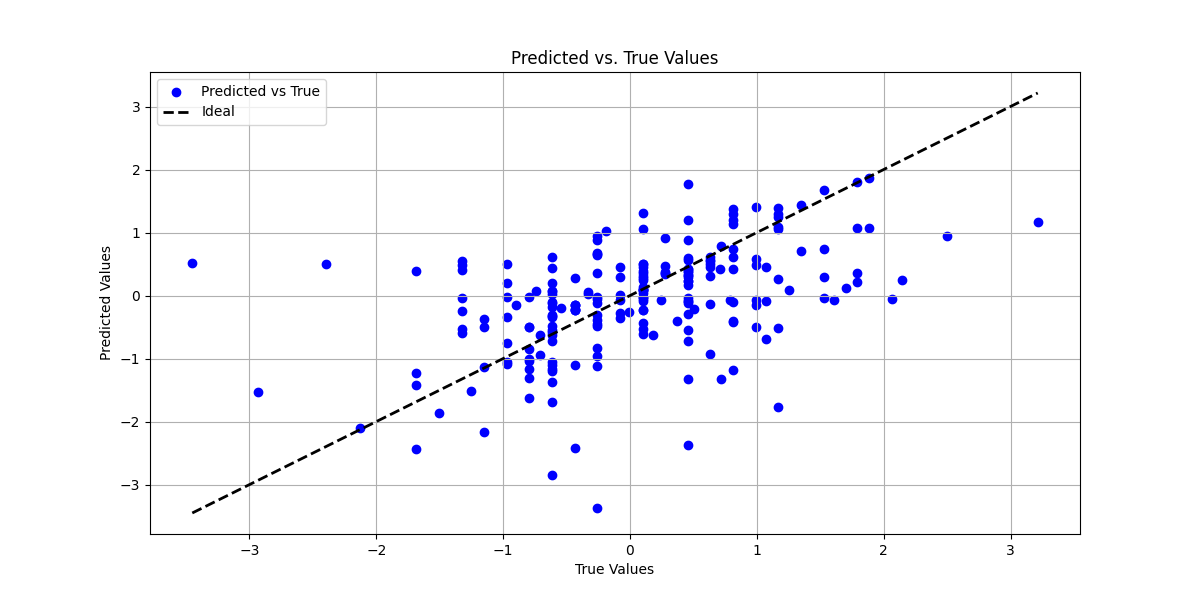 Predicted vs. True Values
Predicted vs True
Ideal
Predicted Values
3
2
1
0
−1
−2
−3
−3
−2
−1
0
1
2
3
True Values